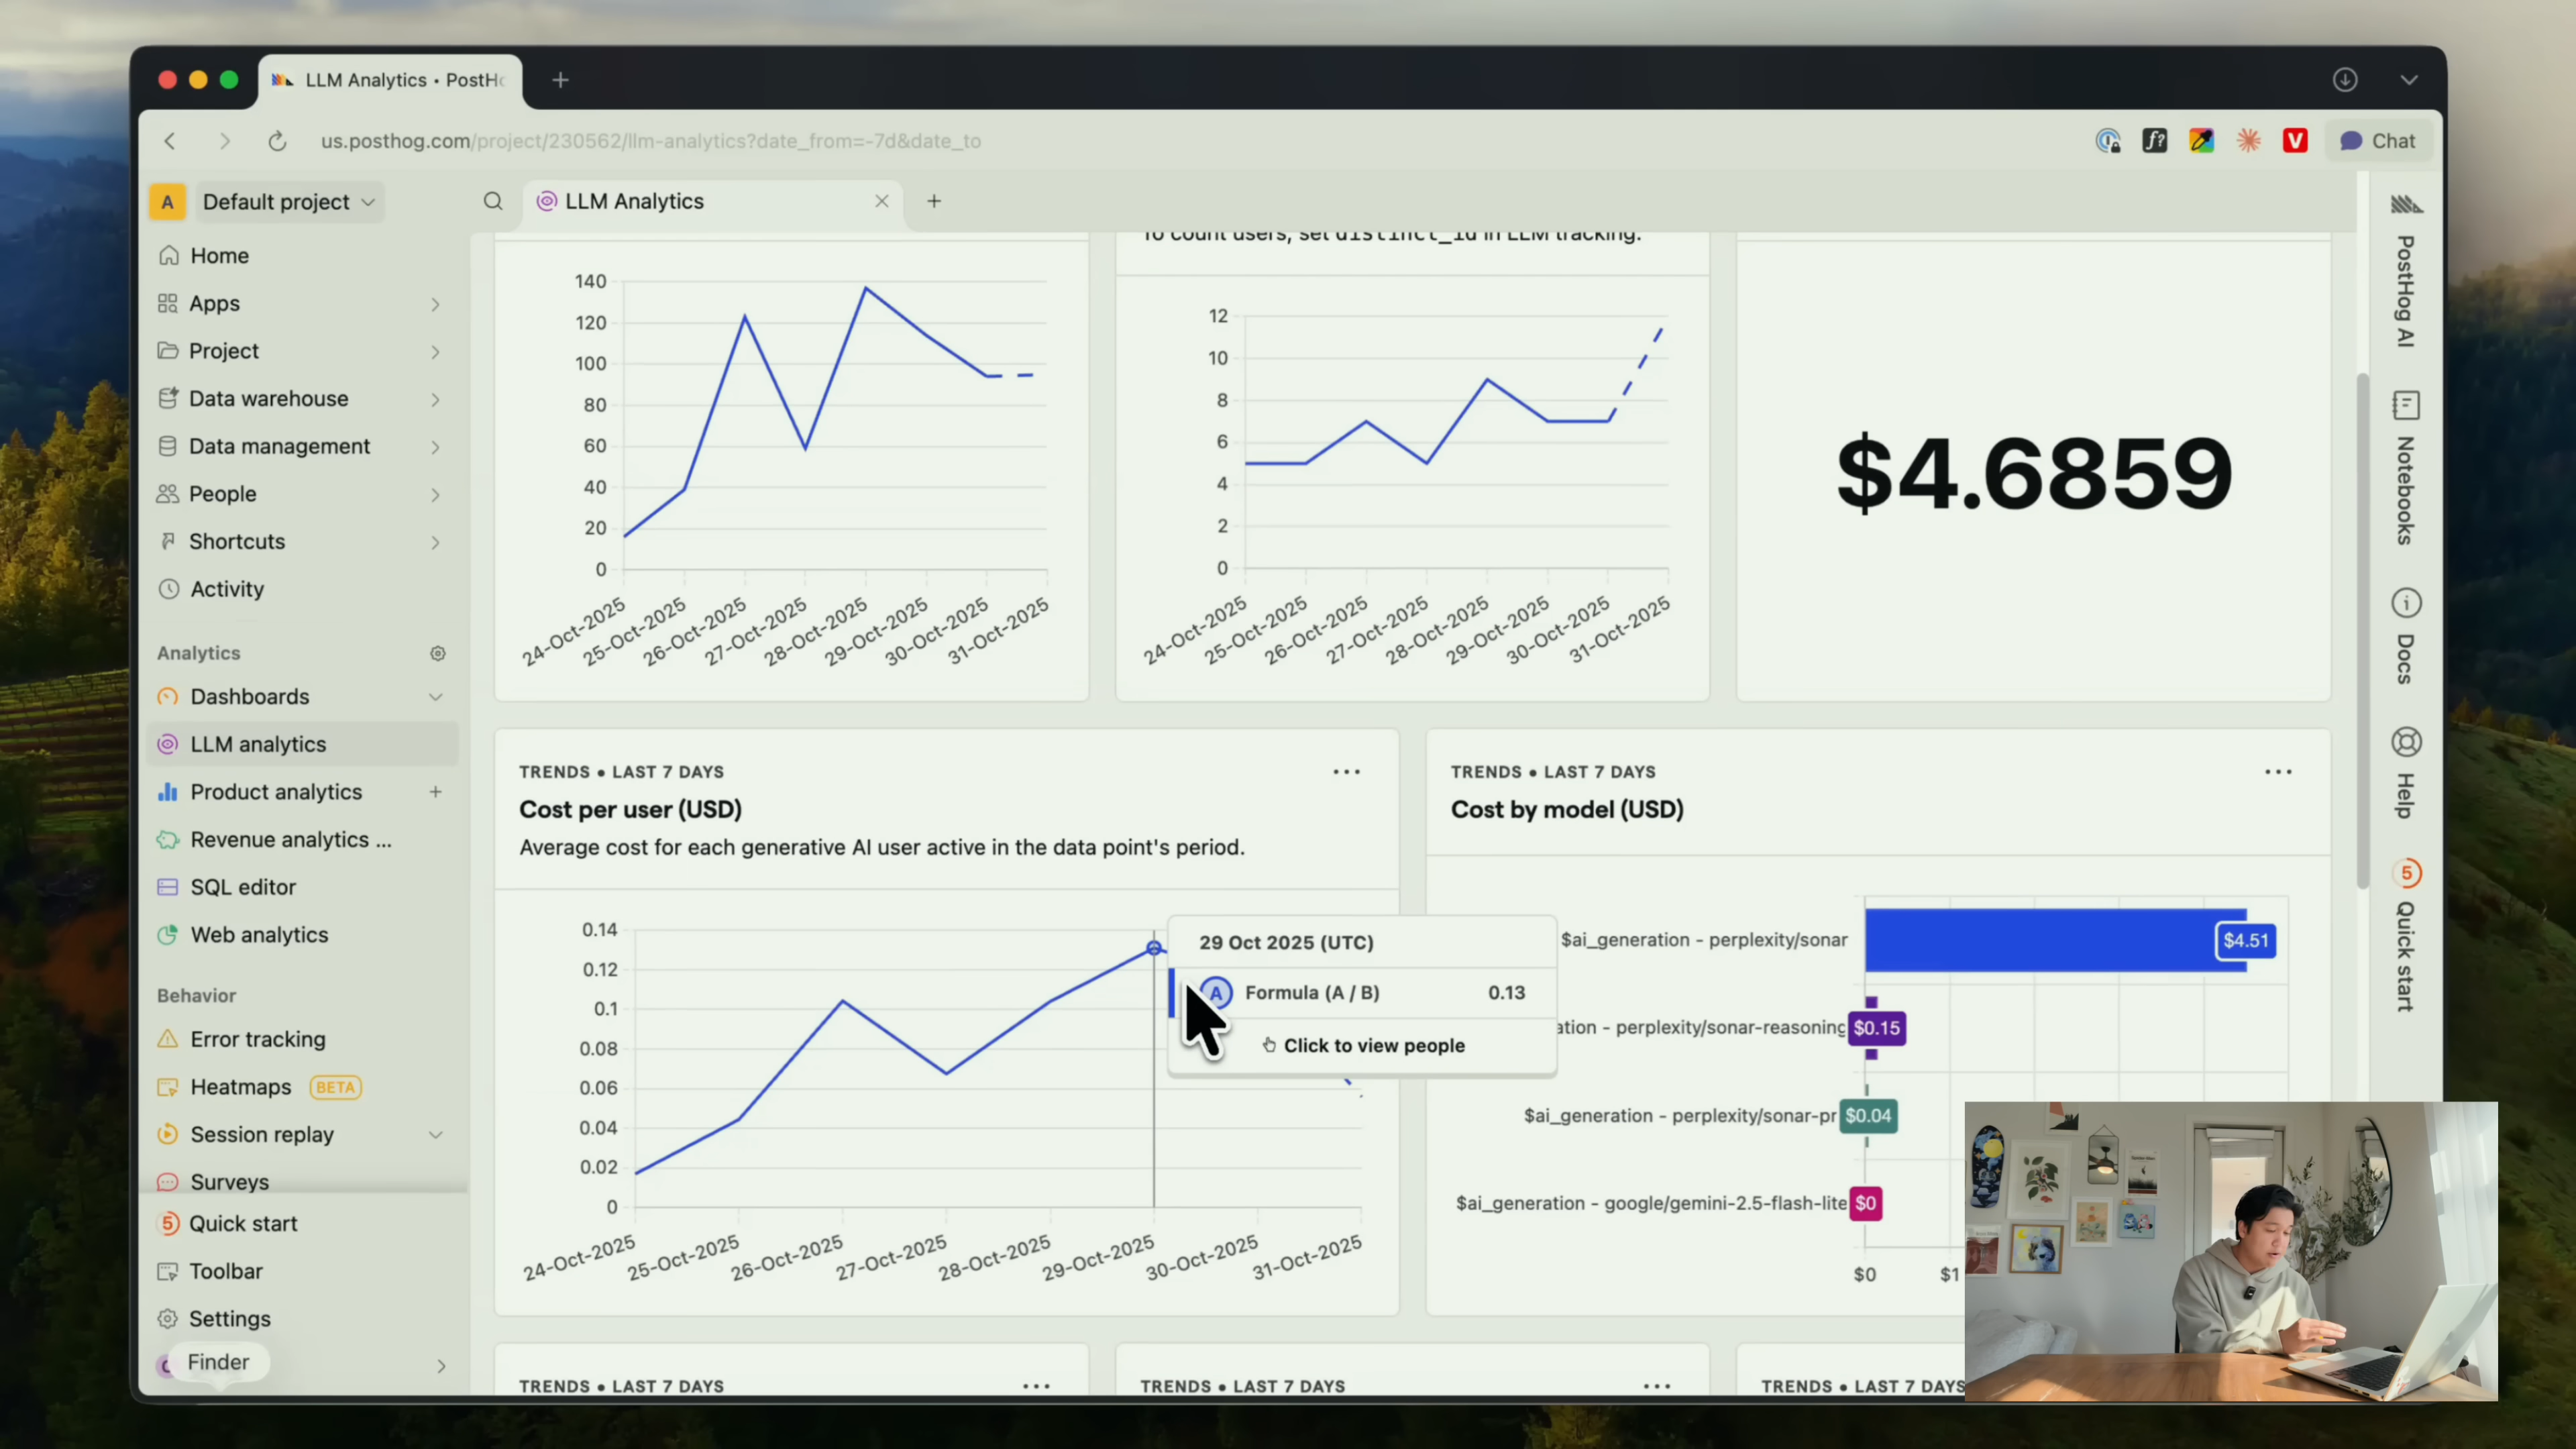 LLM Analytics • PostHo
us.posthog.com/project/230562/llm-analytics?date_from=-7d&date_to
Chat
A
Default project
LLM Analytics
Home
Apps
Project
Data warehouse
Data management
People
Shortcuts
Activity
Analytics
Dashboards
LLM analytics
Product analytics
Revenue analytics ...
SQL editor
Web analytics
Behavior
Error tracking
Heatmaps BETA
Session replay
Surveys
5 Quick start
Toolbar
Settings
Finder
140
120
100
80
60
40
20
0
24-Oct-2025
25-Oct-2025
26-Oct-2025
27-Oct-2025
28-Oct-2025
29-Oct-2025
30-Oct-2025
31-Oct-2025
To count users, set distinct_id in LLM tracking.
12
10
8
6
4
2
0
24-Oct-2025
25-Oct-2025
26-Oct-2025
27-Oct-2025
28-Oct-2025
29-Oct-2025
30-Oct-2025
31-Oct-2025
$4.6859
TRENDS • LAST 7 DAYS
Cost per user (USD)
Average cost for each generative AI user active in the data point's period.
0.14
0.12
0.1
0.08
0.06
0.04
0.02
0
24-Oct-2025
25-Oct-2025
26-Oct-2025
27-Oct-2025
28-Oct-2025
29-Oct-2025
30-Oct-2025
31-Oct-2025
29 Oct 2025 (UTC)
A Formula (A / B) 0.13
Click to view people
TRENDS • LAST 7 DAYS
Cost by model (USD)
$ai_generation - perplexity/sonar $4.51
ation - perplexity/sonar-reasoning $0.15
$ai_generation - perplexity/sonar-pr $0.04
$ai_generation - google/gemini-2.5-flash-lite $0
$0 $1
TRENDS • LAST 7 DAYS
TRENDS • LAST 7 DAYS
TRENDS • LAST 7 DAYS
PostHog AI
Notebooks
Docs
Help
5
Quick start